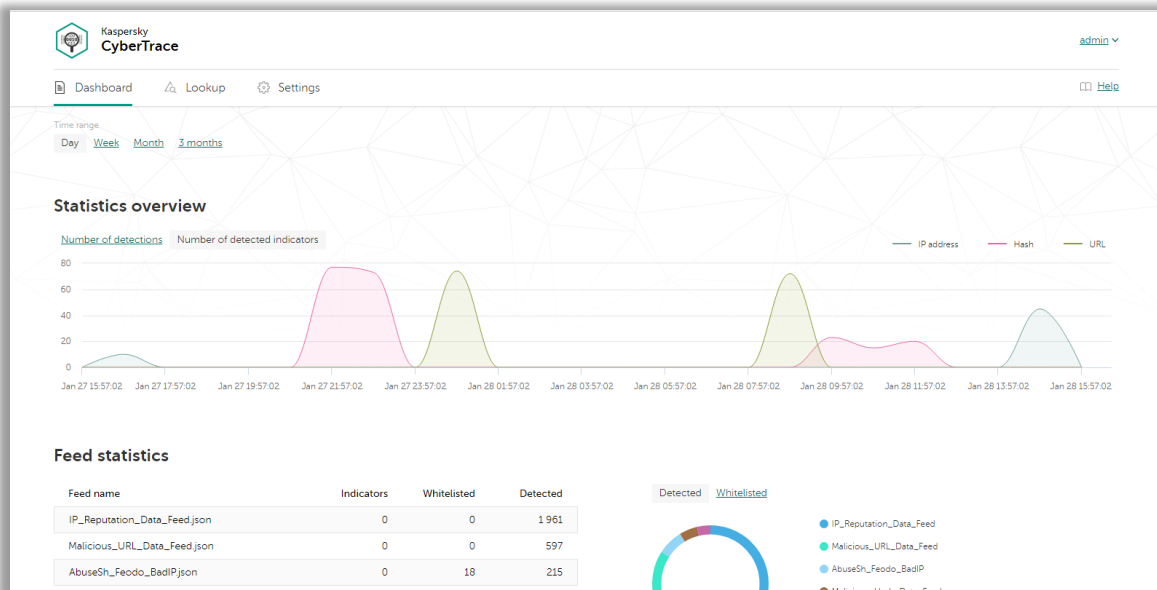 Kaspersky
CyberTrace
admin
Dashboard Lookup Settings Help
Time range
Day Week Month 3 months
Statistics overview
Number of detections Number of detected indicators IP address Hash URL
80
60
40
20
0
Jan 27 15:57:02 Jan 27 17:57:02 Jan 27 19:57:02 Jan 27 21:57:02 Jan 27 23:57:02 Jan 28 01:57:02 Jan 28 03:57:02 Jan 28 05:57:02 Jan 28 07:57:02 Jan 28 09:57:02 Jan 28 11:57:02 Jan 28 13:57:02 Jan 28 15:57:02
Feed statistics
Feed name Indicators Whitelisted Detected Detected Whitelisted
IP_Reputation_Data_Feed.json 0 0 1 961 IP_Reputation_Data_Feed
Malicious_URL_Data_Feed.json 0 0 597 Malicious_URL_Data_Feed
AbuseSh_Feodo_BadIP.json 0 18 215 AbuseSh_Feodo_BadIP